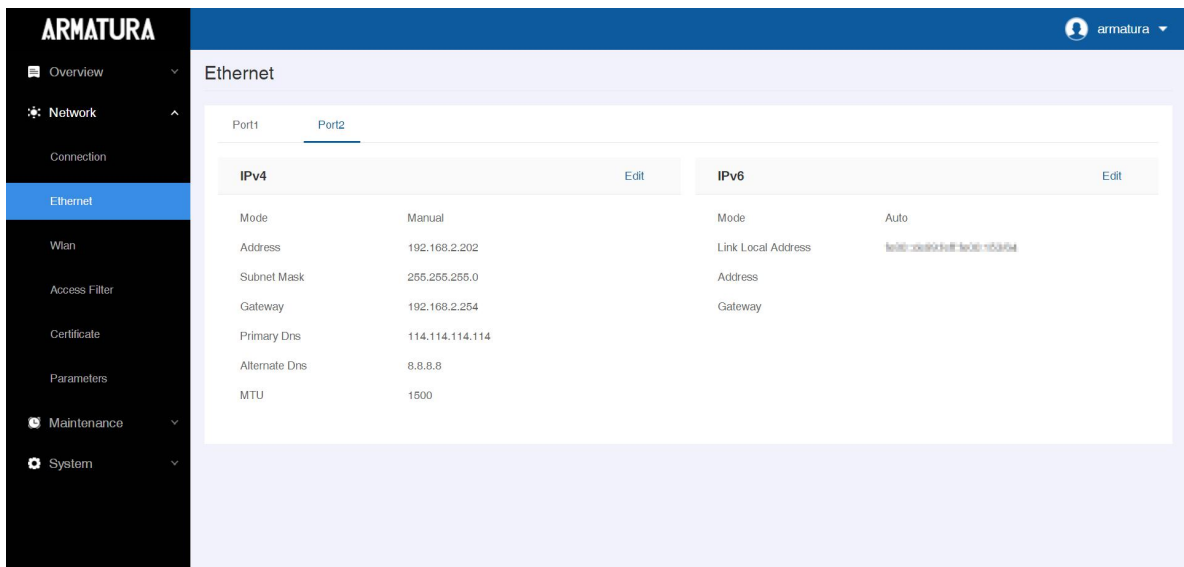 ARMATURA
armatura
Overview
Network
Connection
Ethernet
Wlan
Access Filter
Certificate
Parameters
Maintenance
System
Ethernet
Port1 Port2
IPv4 Edit
Mode Manual
Address 192.168.2.202
Subnet Mask 255.255.255.0
Gateway 192.168.2.254
Primary Dns 114.114.114.114
Alternate Dns 8.8.8.8
MTU 1500
IPv6 Edit
Mode Auto
Link Local Address
Address
Gateway